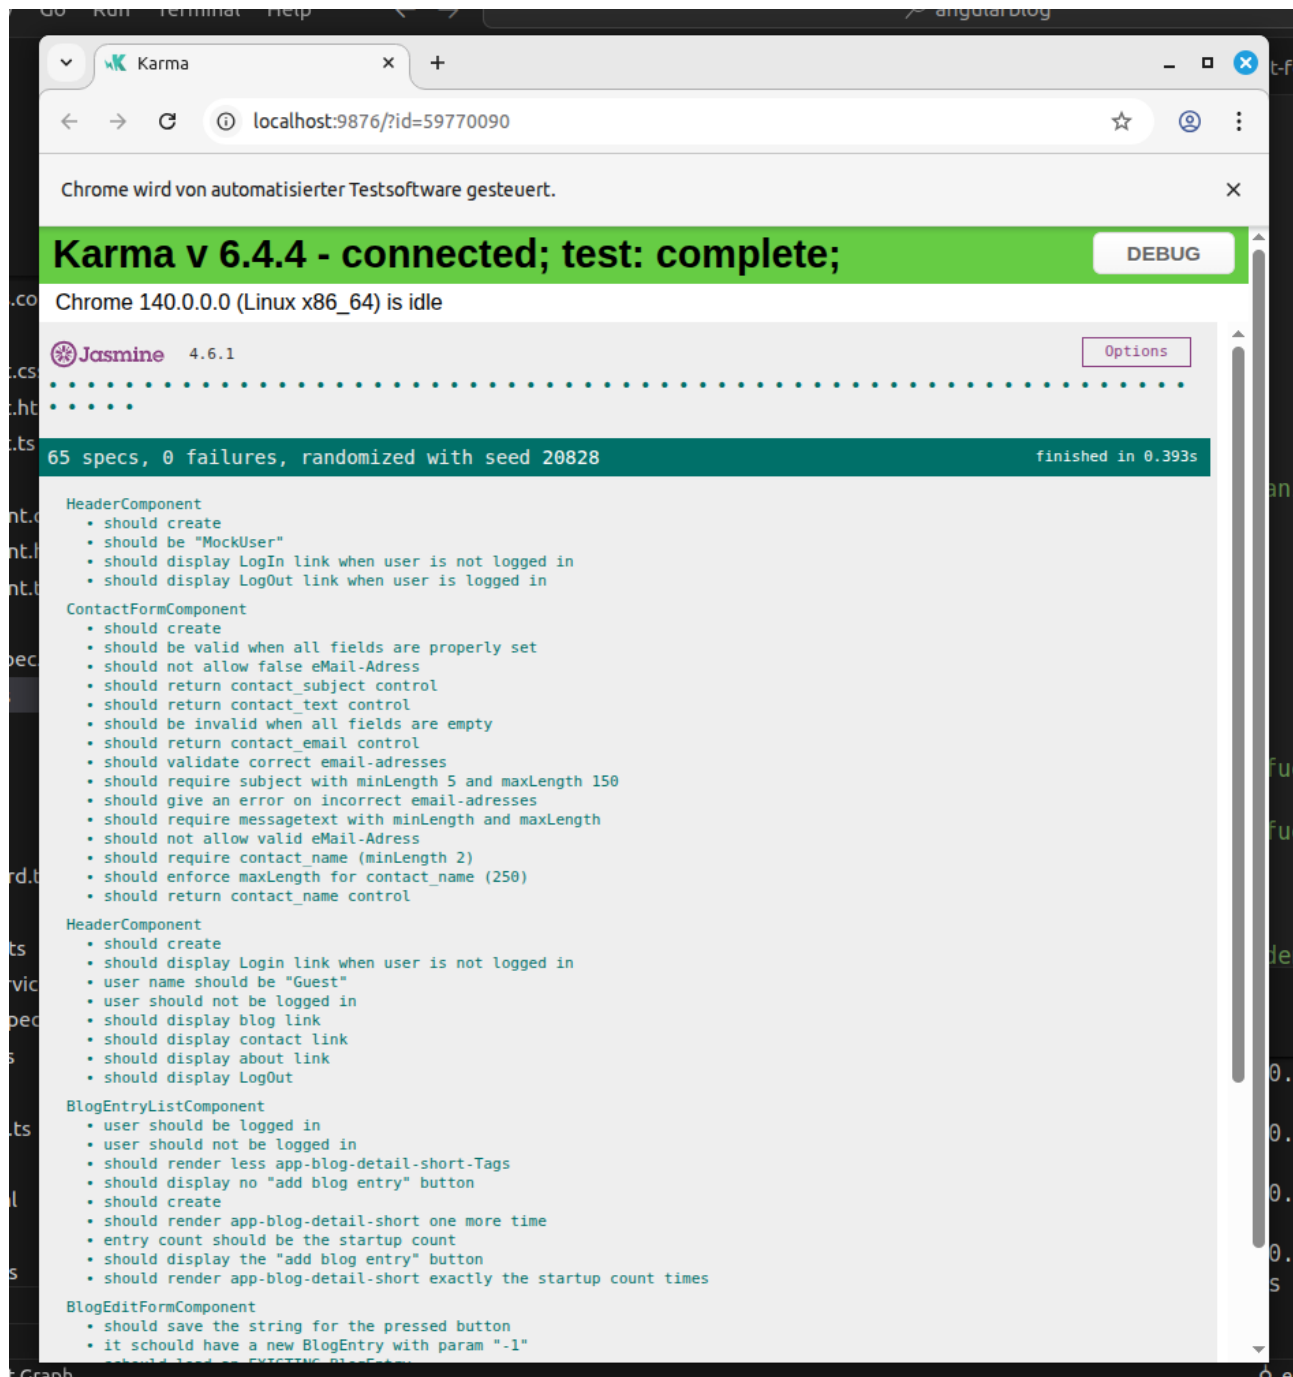 Go Run Terminal Help
angularblog
Karma
localhost:9876/?id=59770090
Chrome wird von automatisierter Testsoftware gesteuert.
Karma v 6.4.4 - connected; test: complete;
DEBUG
Chrome 140.0.0.0 (Linux x86_64) is idle
Jasmine 4.6.1
Options
65 specs, 0 failures, randomized with seed 20828
finished in 0.393s
HeaderComponent
• should create
• should be "MockUser"
• should display LogIn link when user is not logged in
• should display LogOut link when user is logged in
ContactFormComponent
• should create
• should be valid when all fields are properly set
• should not allow false eMail-Adress
• should return contact_subject control
• should return contact_text control
• should be invalid when all fields are empty
• should return contact_email control
• should validate correct email-adresses
• should require subject with minLength 5 and maxLength 150
• should give an error on incorrect email-adresses
• should require messagetext with minLength and maxLength
• should not allow valid eMail-Adress
• should require contact_name (minLength 2)
• should enforce maxLength for contact_name (250)
• should return contact_name control
HeaderComponent
• should create
• should display Login link when user is not logged in
• user name should be "Guest"
• user should not be logged in
• should display blog link
• should display contact link
• should display about link
• should display LogOut
BlogEntryListComponent
• user should be logged in
• user should not be logged in
• should render less app-blog-detail-short-Tags
• should display no "add blog entry" button
• should create
• should render app-blog-detail-short one more time
• entry count should be the startup count
• should display the "add blog entry" button
• should render app-blog-detail-short exactly the startup count times
BlogEditFormComponent
• should save the string for the pressed button
• it schould have a new BlogEntry with param "-1"